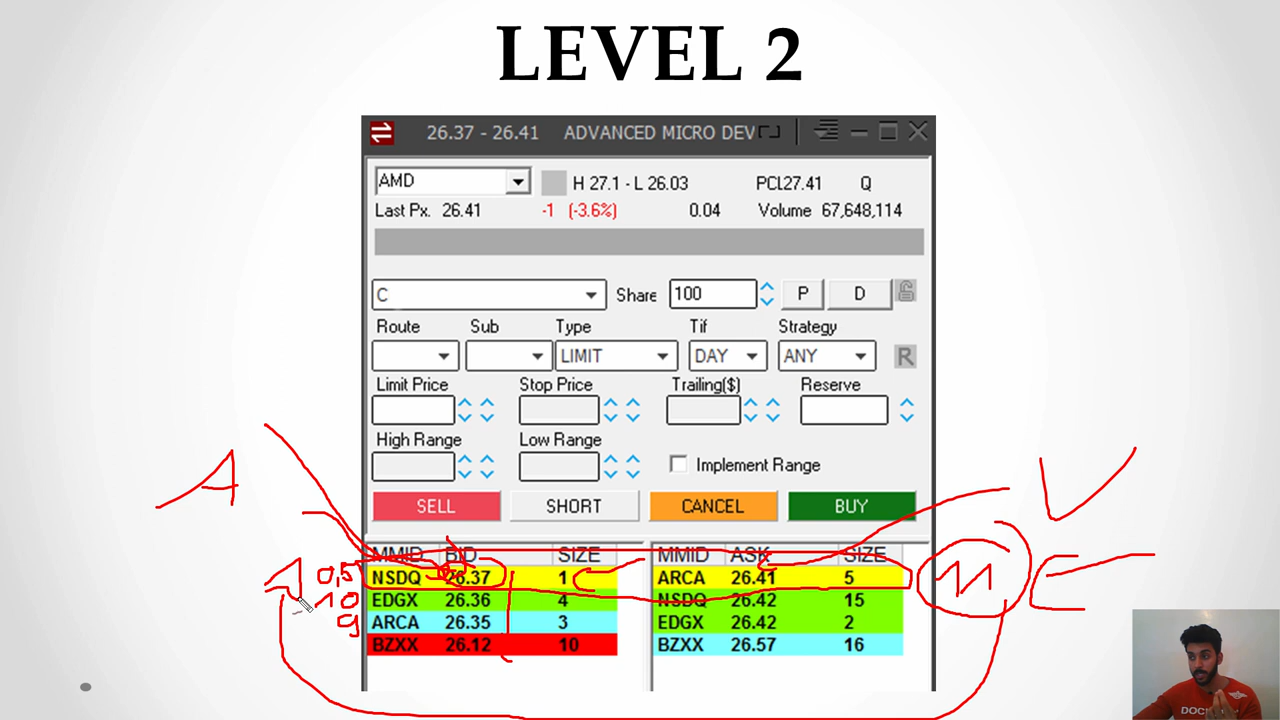 LEVEL 2
26.37 - 26.41 ADVANCED MICRO DEV
AMD H 27.1 - L 26.03 PCL27.41 Q
Last Px. 26.41 -1 (-3.6%) 0.04 Volume 67,648,114
C Share 100 P D
Route Sub Type Tif Strategy
LIMIT DAY ANY R
Limit Price Stop Price Trailing($) Reserve
High Range Low Range
Implement Range
A V
SELL SHORT CANCEL BUY
MMID BID SIZE MMID ASK SIZE
NSDQ 26.37 1 ARCA 26.41 5 11
EDGX 26.36 4 NSDQ 26.42 15
10
ARCA 26.35 3 EDGX 26.42 2
9
BZXX 26.12 10 BZXX 26.57 16
DOC